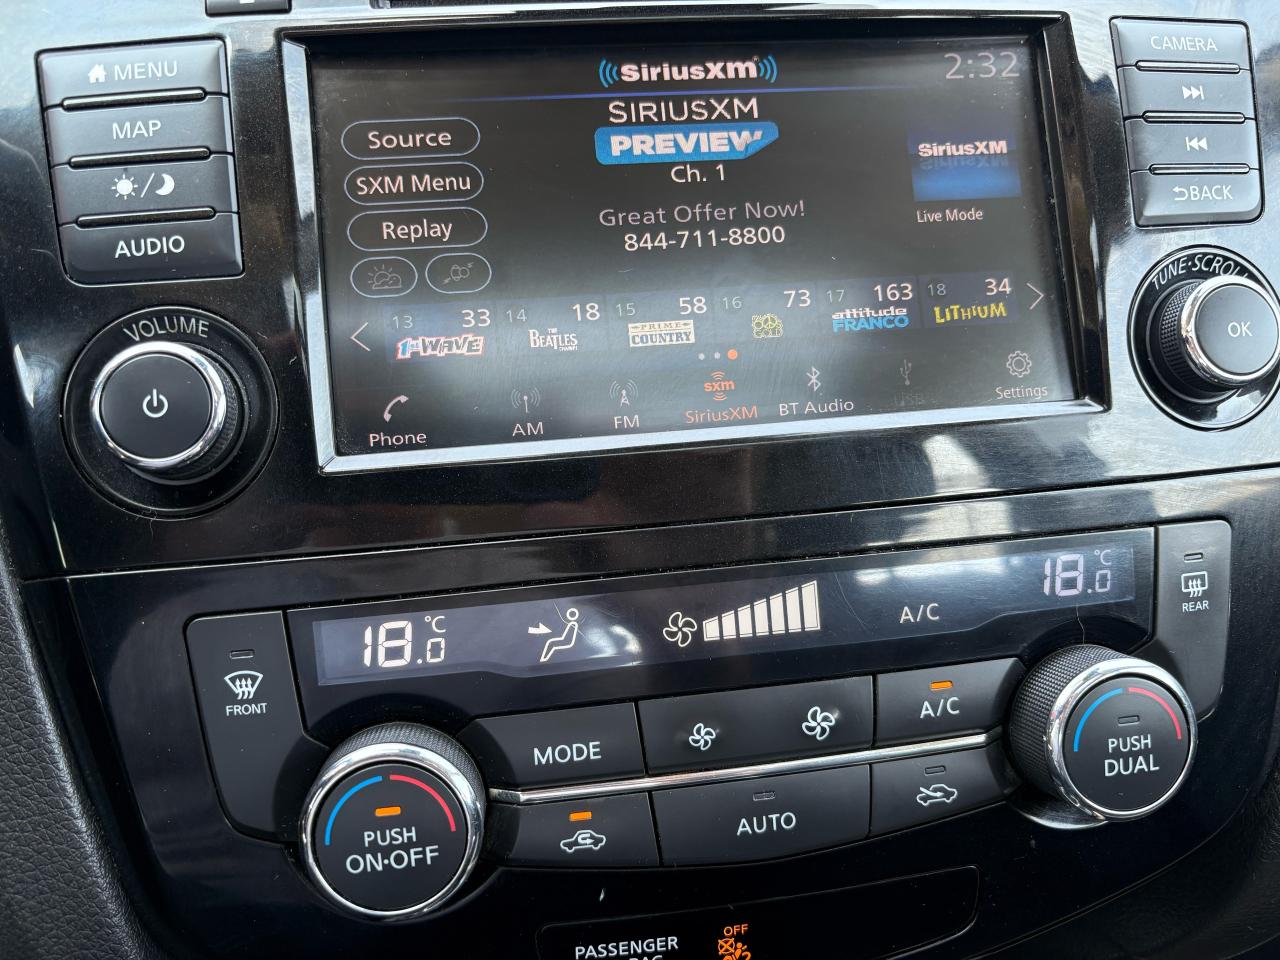 MENU
MAP
AUDIO
VOLUME
SiriusXM
2:32
SIRIUSXM
PREVIEW
Ch. 1
Great Offer Now!
844-711-8800
Source
SXM Menu
Replay
SiriusXM
Live Mode
13 33 14 18 15 58 16 73 17 163 18 34
1st WAVE
THE
BEATLES
CHANNEL
PRIME
COUNTRY
attitude
FRANCO
LiTHiUM
Phone
AM
FM
sxm
SiriusXM
BT Audio
USB
Settings
CAMERA
BACK
TUNE·SCROLL
OK
18.0 °C
A/C
18.0 °C
FRONT
REAR
MODE
A/C
PUSH
ON·OFF
AUTO
PUSH
DUAL
PASSENGER
OFF